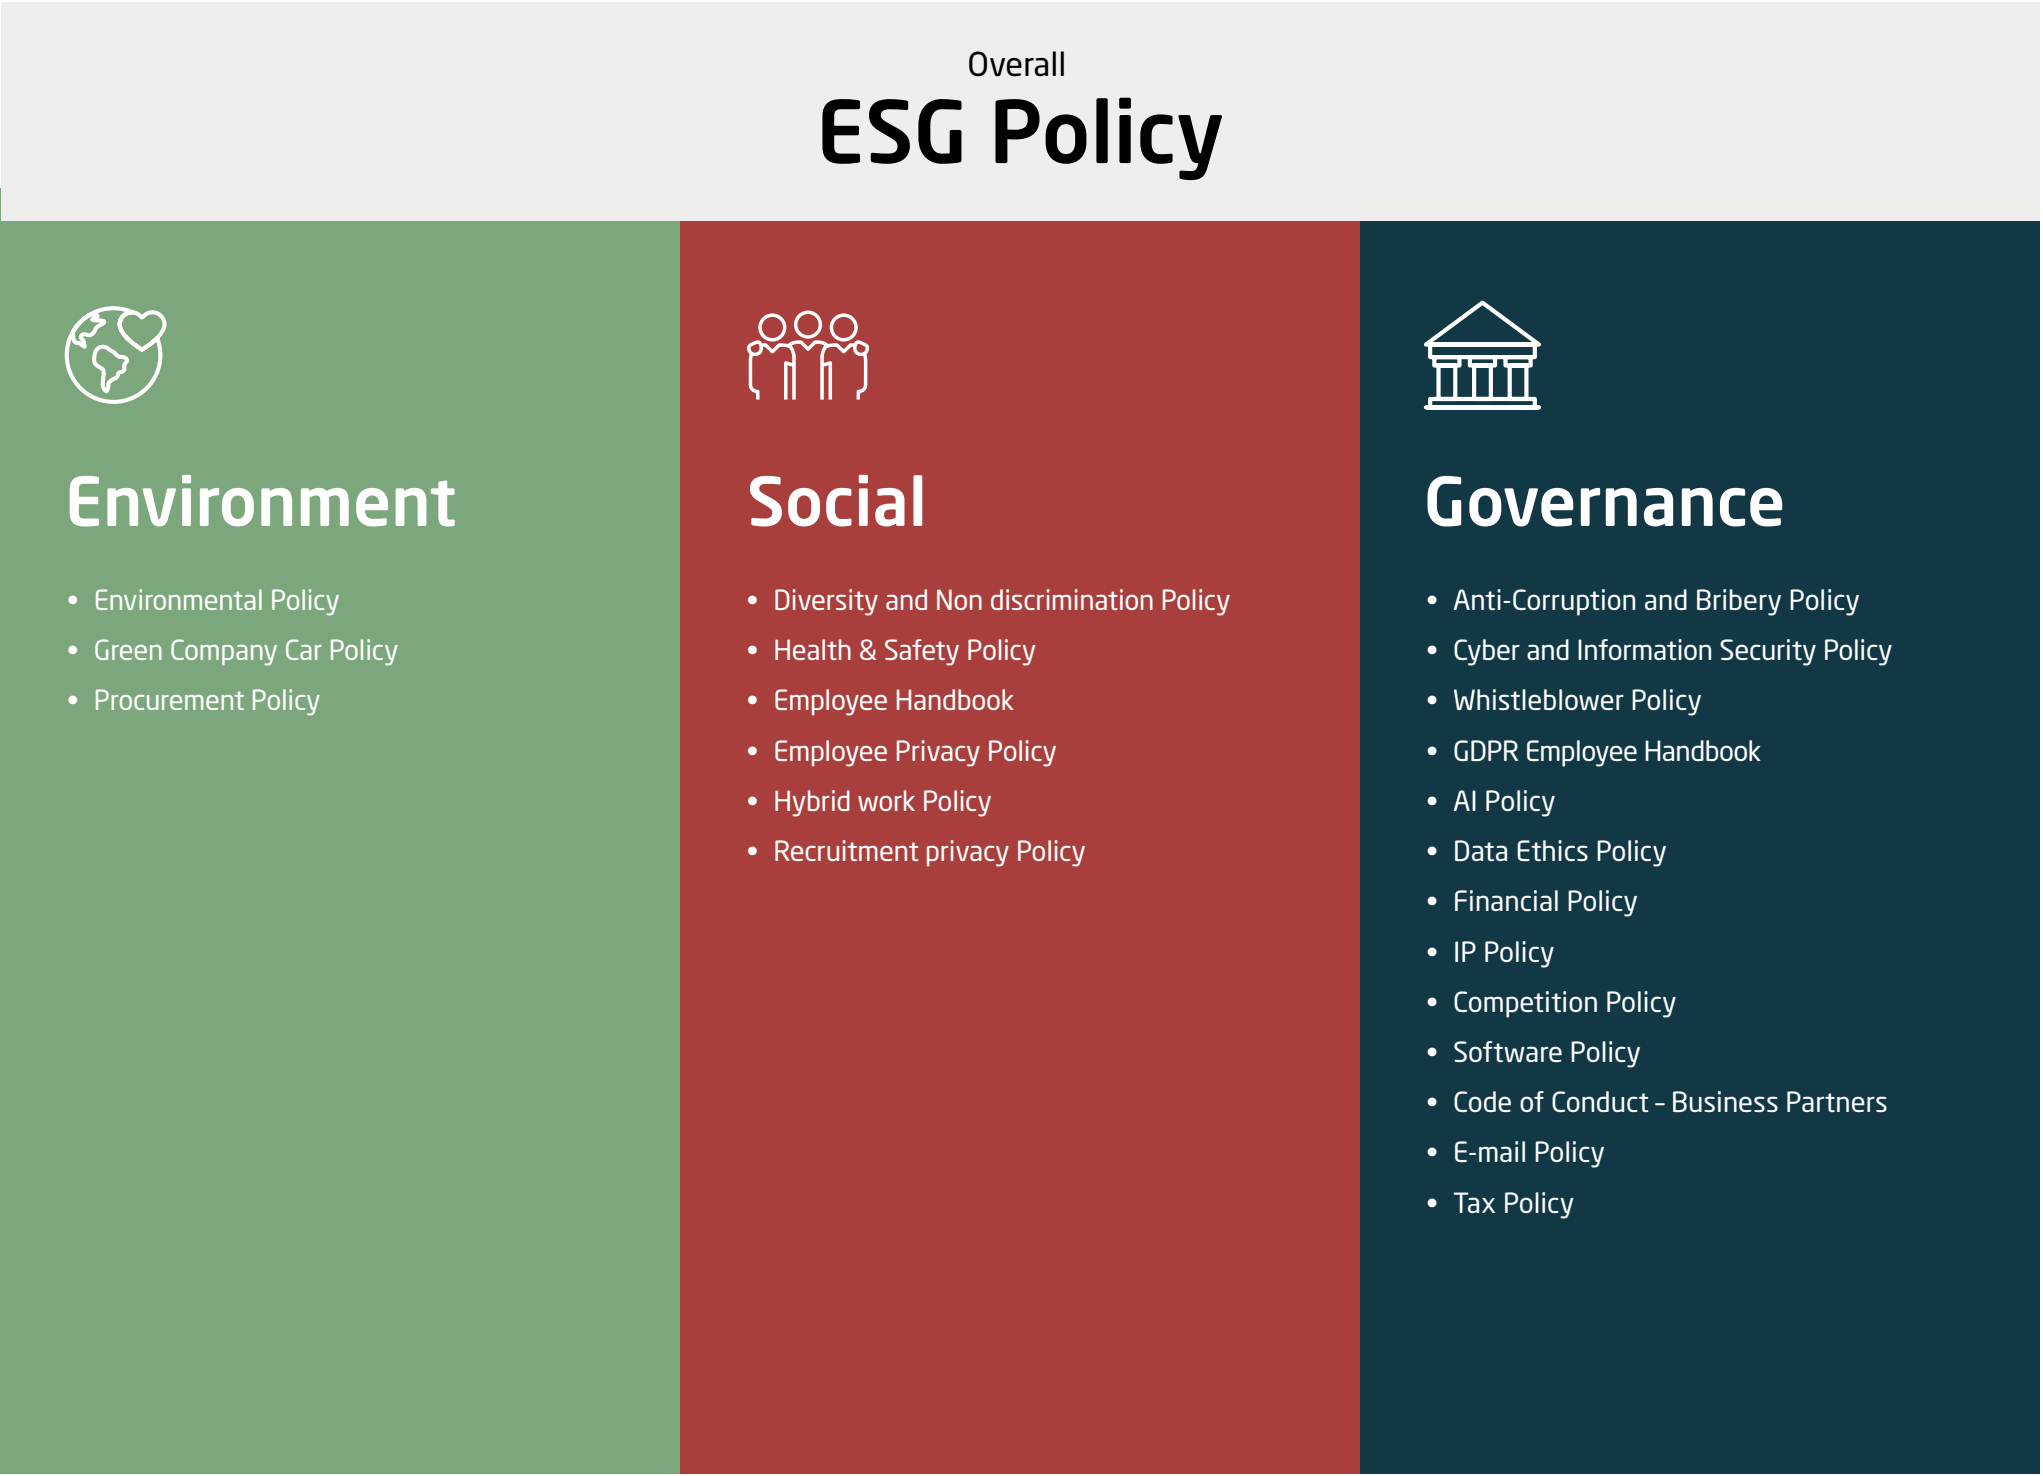 Overall
ESG Policy
Environment
• Environmental Policy
• Green Company Car Policy
• Procurement Policy
Social
• Diversity and Non discrimination Policy
• Health & Safety Policy
• Employee Handbook
• Employee Privacy Policy
• Hybrid work Policy
• Recruitment privacy Policy
Governance
• Anti-Corruption and Bribery Policy
• Cyber and Information Security Policy
• Whistleblower Policy
• GDPR Employee Handbook
• AI Policy
• Data Ethics Policy
• Financial Policy
• IP Policy
• Competition Policy
• Software Policy
• Code of Conduct – Business Partners
• E-mail Policy
• Tax Policy